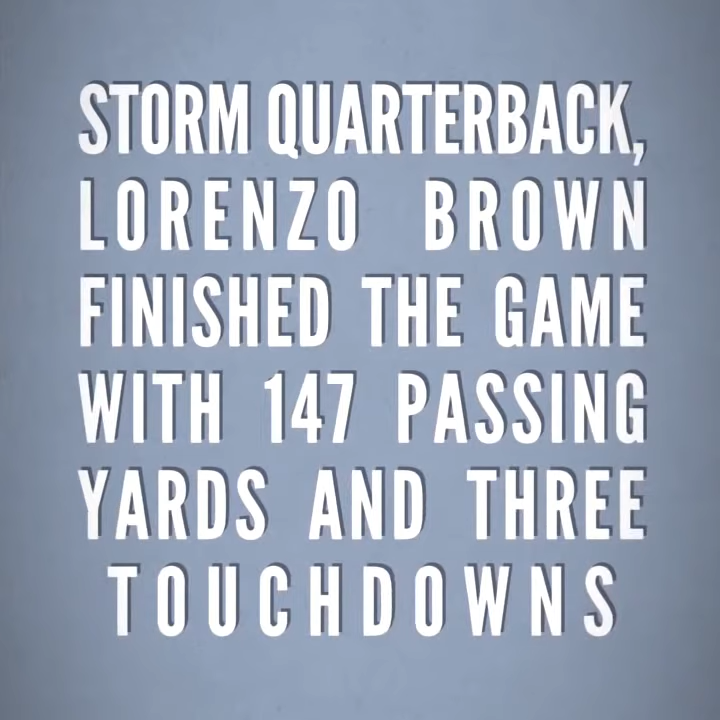 STORM QUARTERBACK,
LORENZO BROWN
FINISHED THE GAME
WITH 147 PASSING
YARDS AND THREE
TOUCHDOWNS